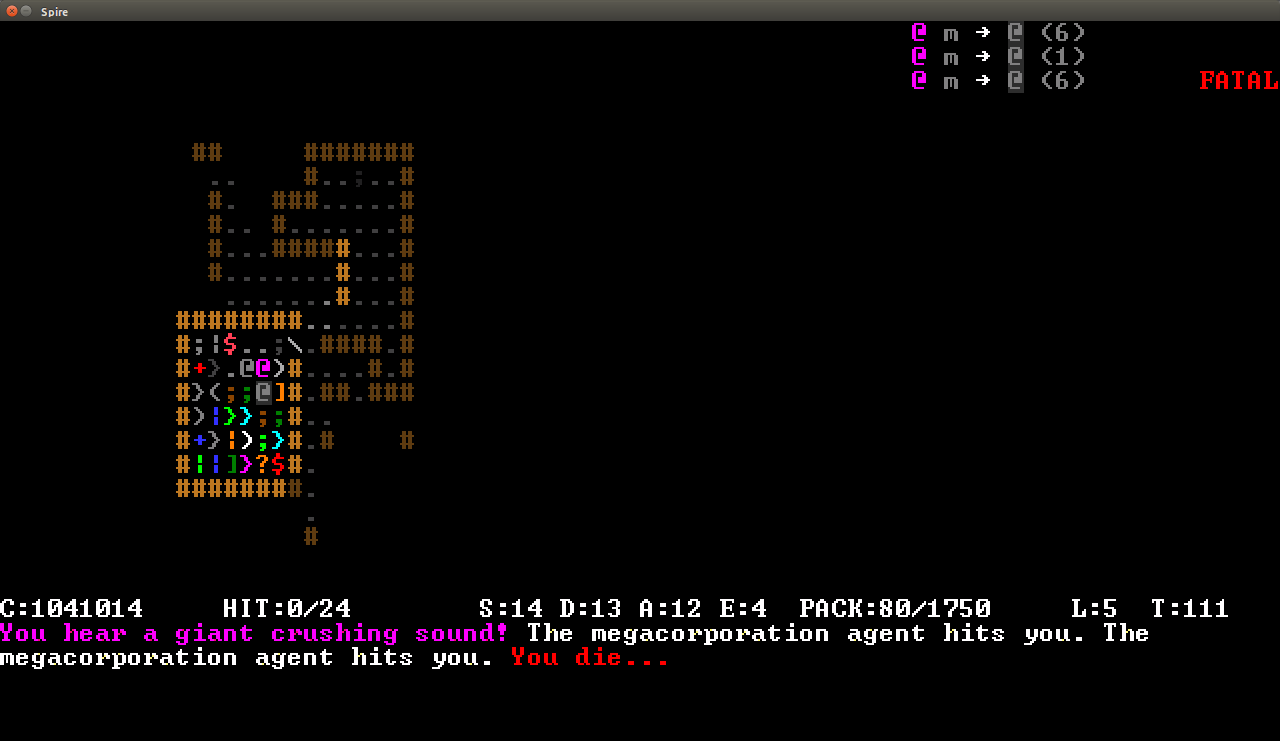 Spire
@ m → @ (6)
@ m → @ (1)
@ m → @ (6) FATAL
## #######
.. #..;..#
#. ###.....#
#.. #.......#
#...#####...#
#.......#...#
.......#...#
########......#
#;¦$..;\.####.#
#+}.@@)#....#.#
#}(;;@]#.##.###
#)¦}};;#..
#+}¦);}#.# #
#¦¦]}?$#.
########.
.
#
C:1041014 HIT:0/24 S:14 D:13 A:12 E:4 PACK:80/1750 L:5 T:111
You hear a giant crushing sound! The megacorporation agent hits you. The
megacorporation agent hits you. You die...